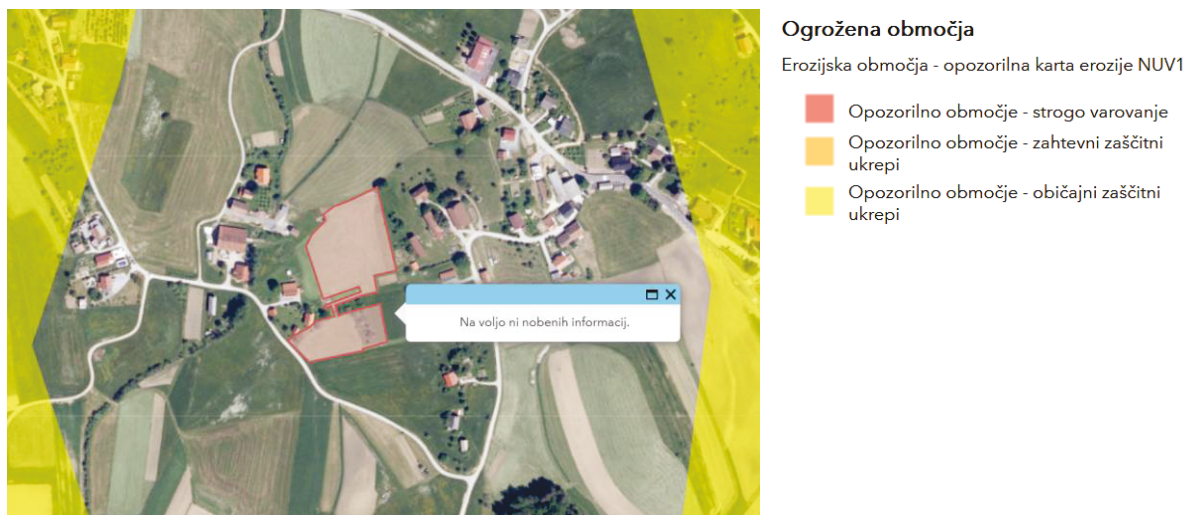 Ogrožena območja
Erozijska območja - opozorilna karta erozije NUV1
Opozorilno območje - strogo varovanje
Opozorilno območje - zahtevni zaščitni
ukrepi
Opozorilno območje - običajni zaščitni
ukrepi
Na voljo ni nobenih informacij.